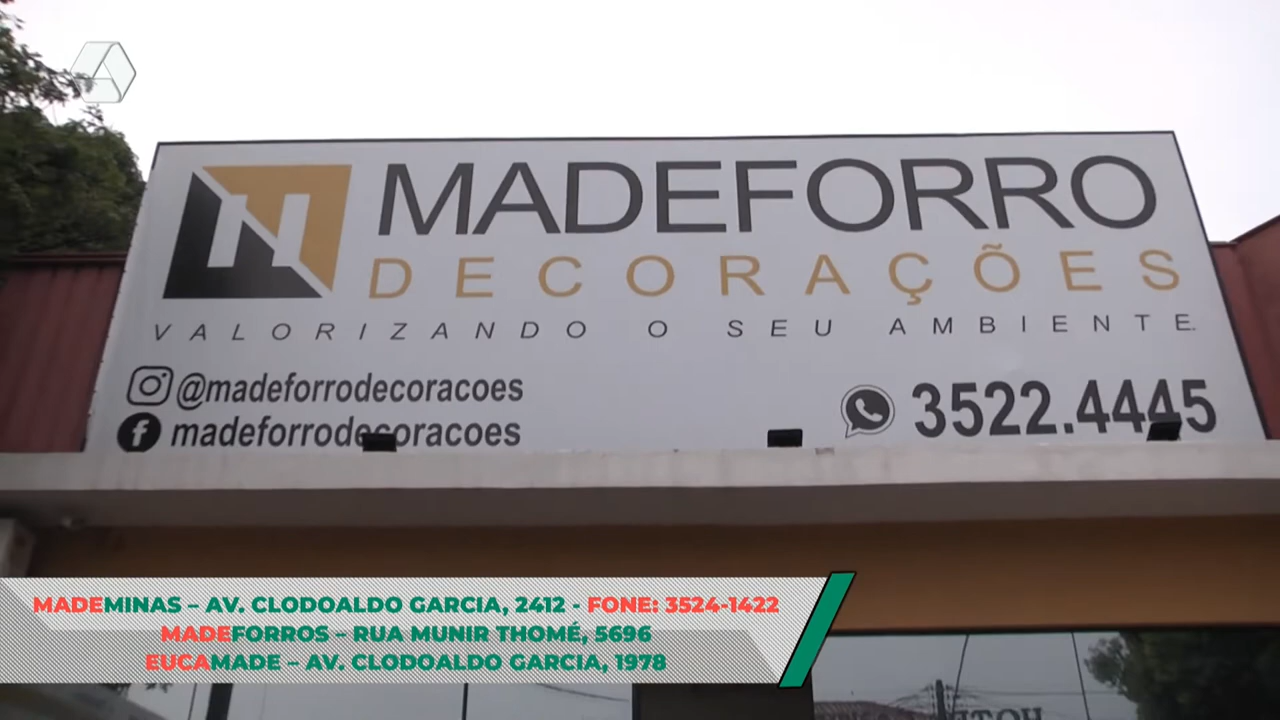 MADEFORRO
DECORAÇÕES
VALORIZANDO O SEU AMBIENTE.
@madeforrodecoracoes
madeforrodecoracoes
3522.4445
MADEMINAS – AV. CLODOALDO GARCIA, 2412 - FONE: 3524-1422
MADEFORROS – RUA MUNIR THOMÉ, 5696
EUCAMADE – AV. CLODOALDO GARCIA, 1978